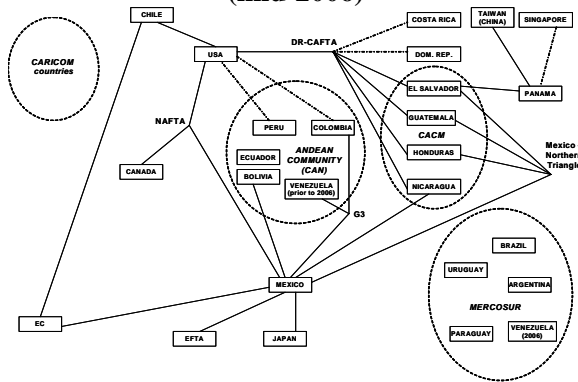 (mid 2006)
CHILE
COSTA RICA
TAIWAN
(CHINA)
SINGAPORE
CARICOM
countries
USA
DR-CAFTA
DOM. REP.
EL SALVADOR
PANAMA
NAFTA
PERU
COLOMBIA
GUATEMALA
CACM
ANDEAN
COMMUNITY
(CAN)
ECUADOR
BOLIVIA
HONDURAS
Mexico -
Northern
Triangle
CANADA
VENEZUELA
(prior to 2006)
NICARAGUA
G3
BRAZIL
URUGUAY
ARGENTINA
MEXICO
MERCOSUR
EC
EFTA
JAPAN
PARAGUAY
VENEZUELA
(2006)